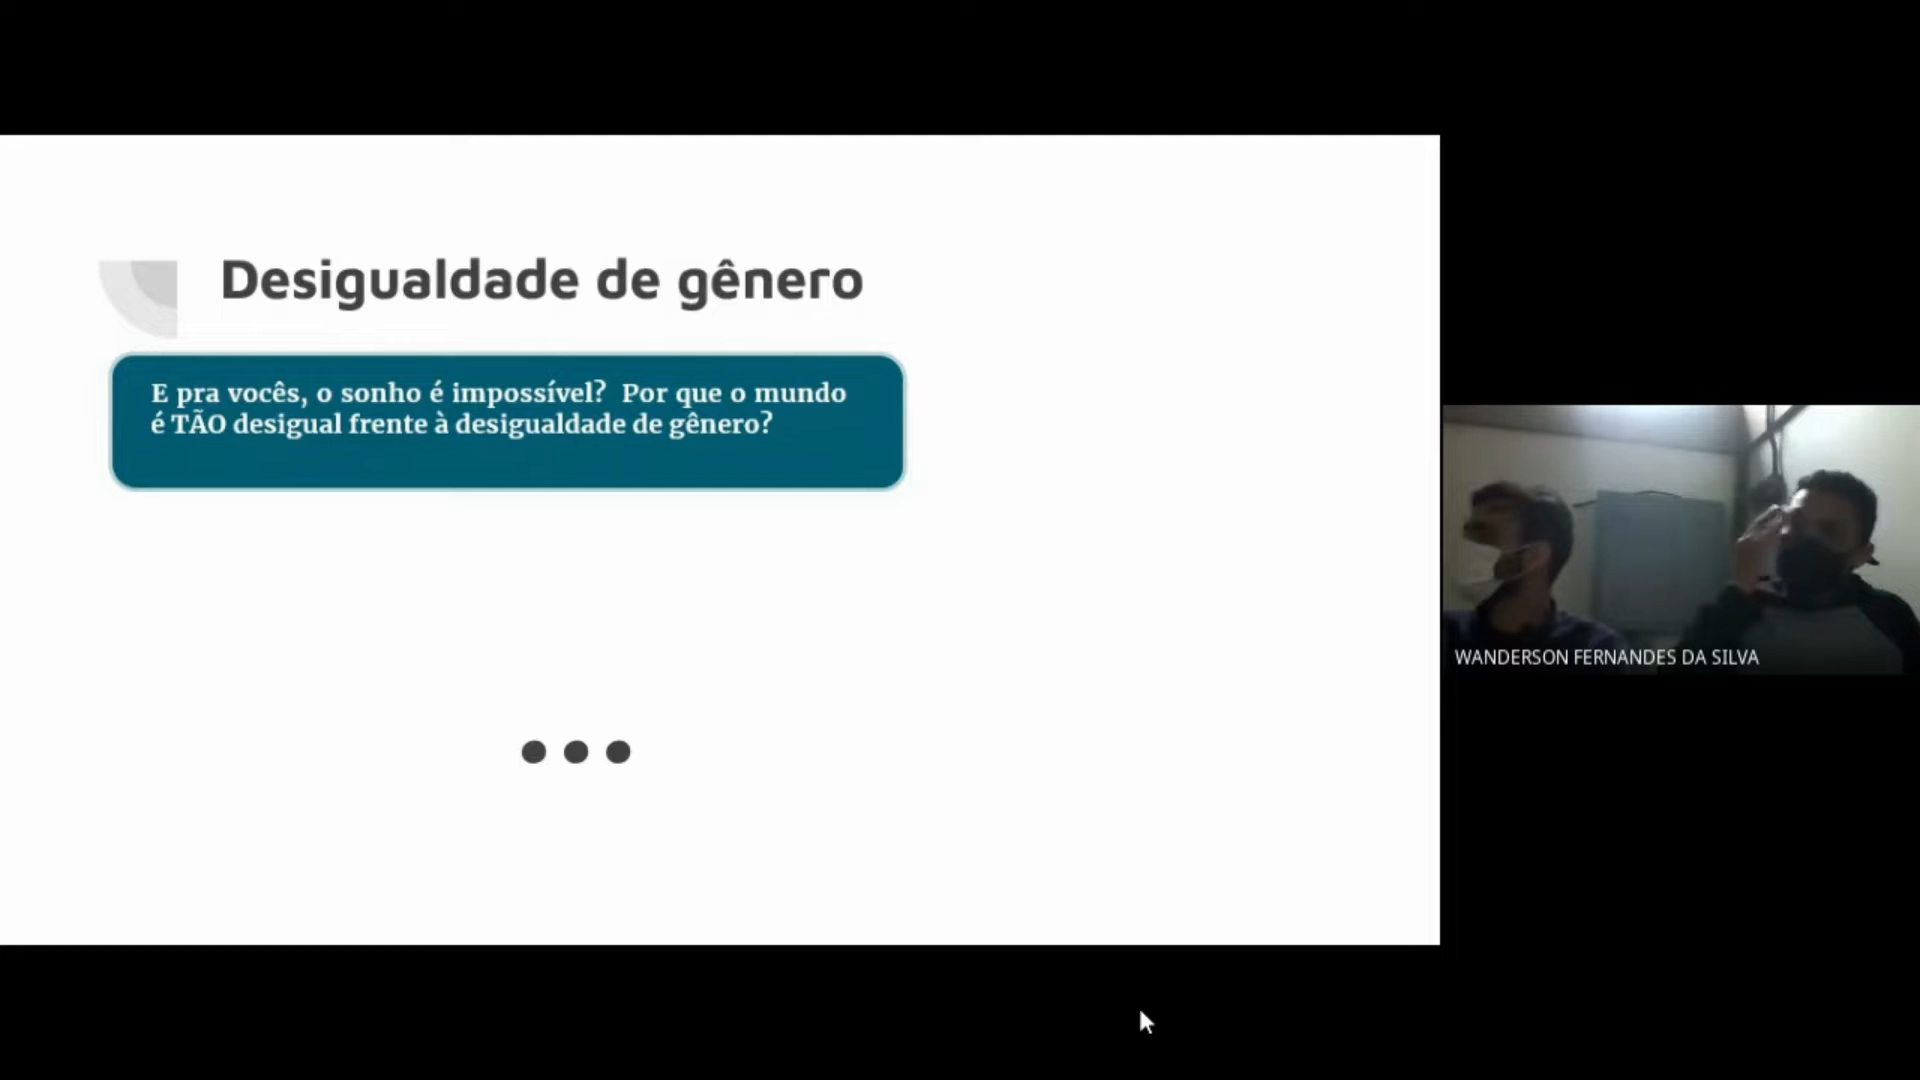 Desigualdade de gênero
E pra vocês, o sonho é impossível?  Por que o mundo
é TÃO desigual frente à desigualdade de gênero?
WANDERSON FERNANDES DA SILVA